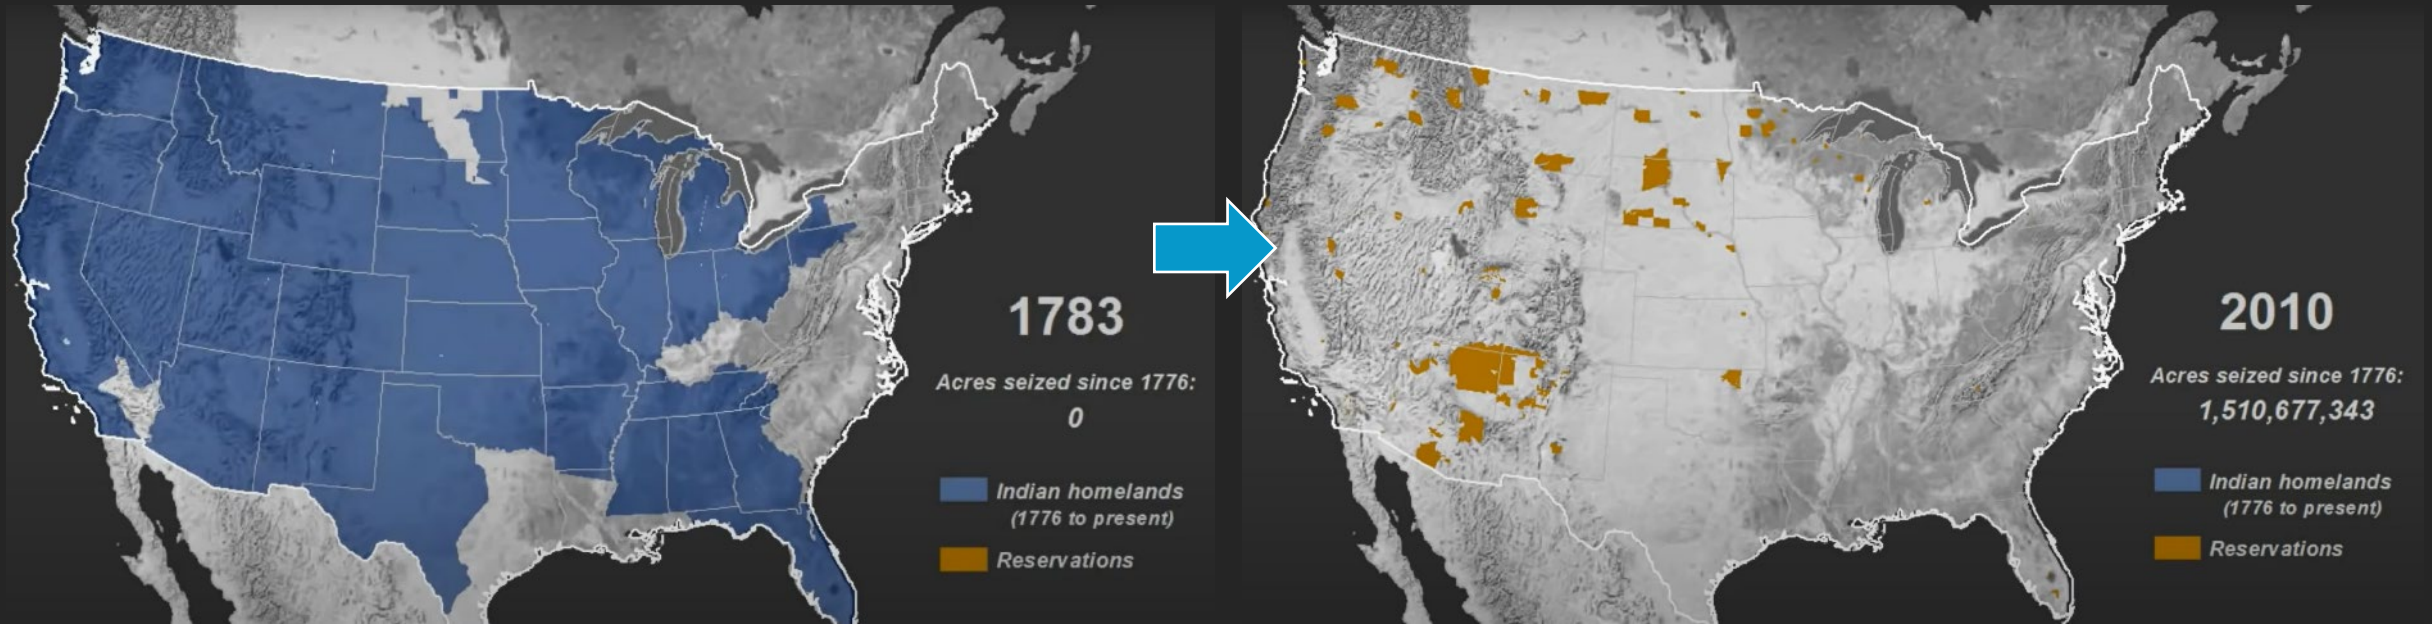 1783
Acres seized since 1776:
0
Indian homelands
(1776 to present)
Reservations
2010
Acres seized since 1776:
1,510,677,343
Indian homelands
(1776 to present)
Reservations